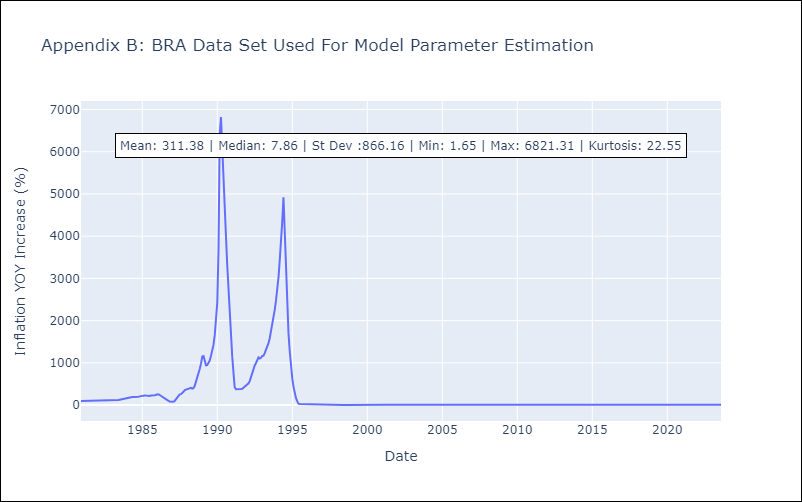 Appendix B: BRA Data Set Used For Model Parameter Estimation
7000
Mean: 311.38 | Median: 7.86 | St Dev :866.16 | Min: 1.65 | Max: 6821.31 | Kurtosis: 22.55
6000
5000
4000
3000
2000
1000
0
Inflation YOY Increase (%)
1985 1990 1995 2000 2005 2010 2015 2020
Date